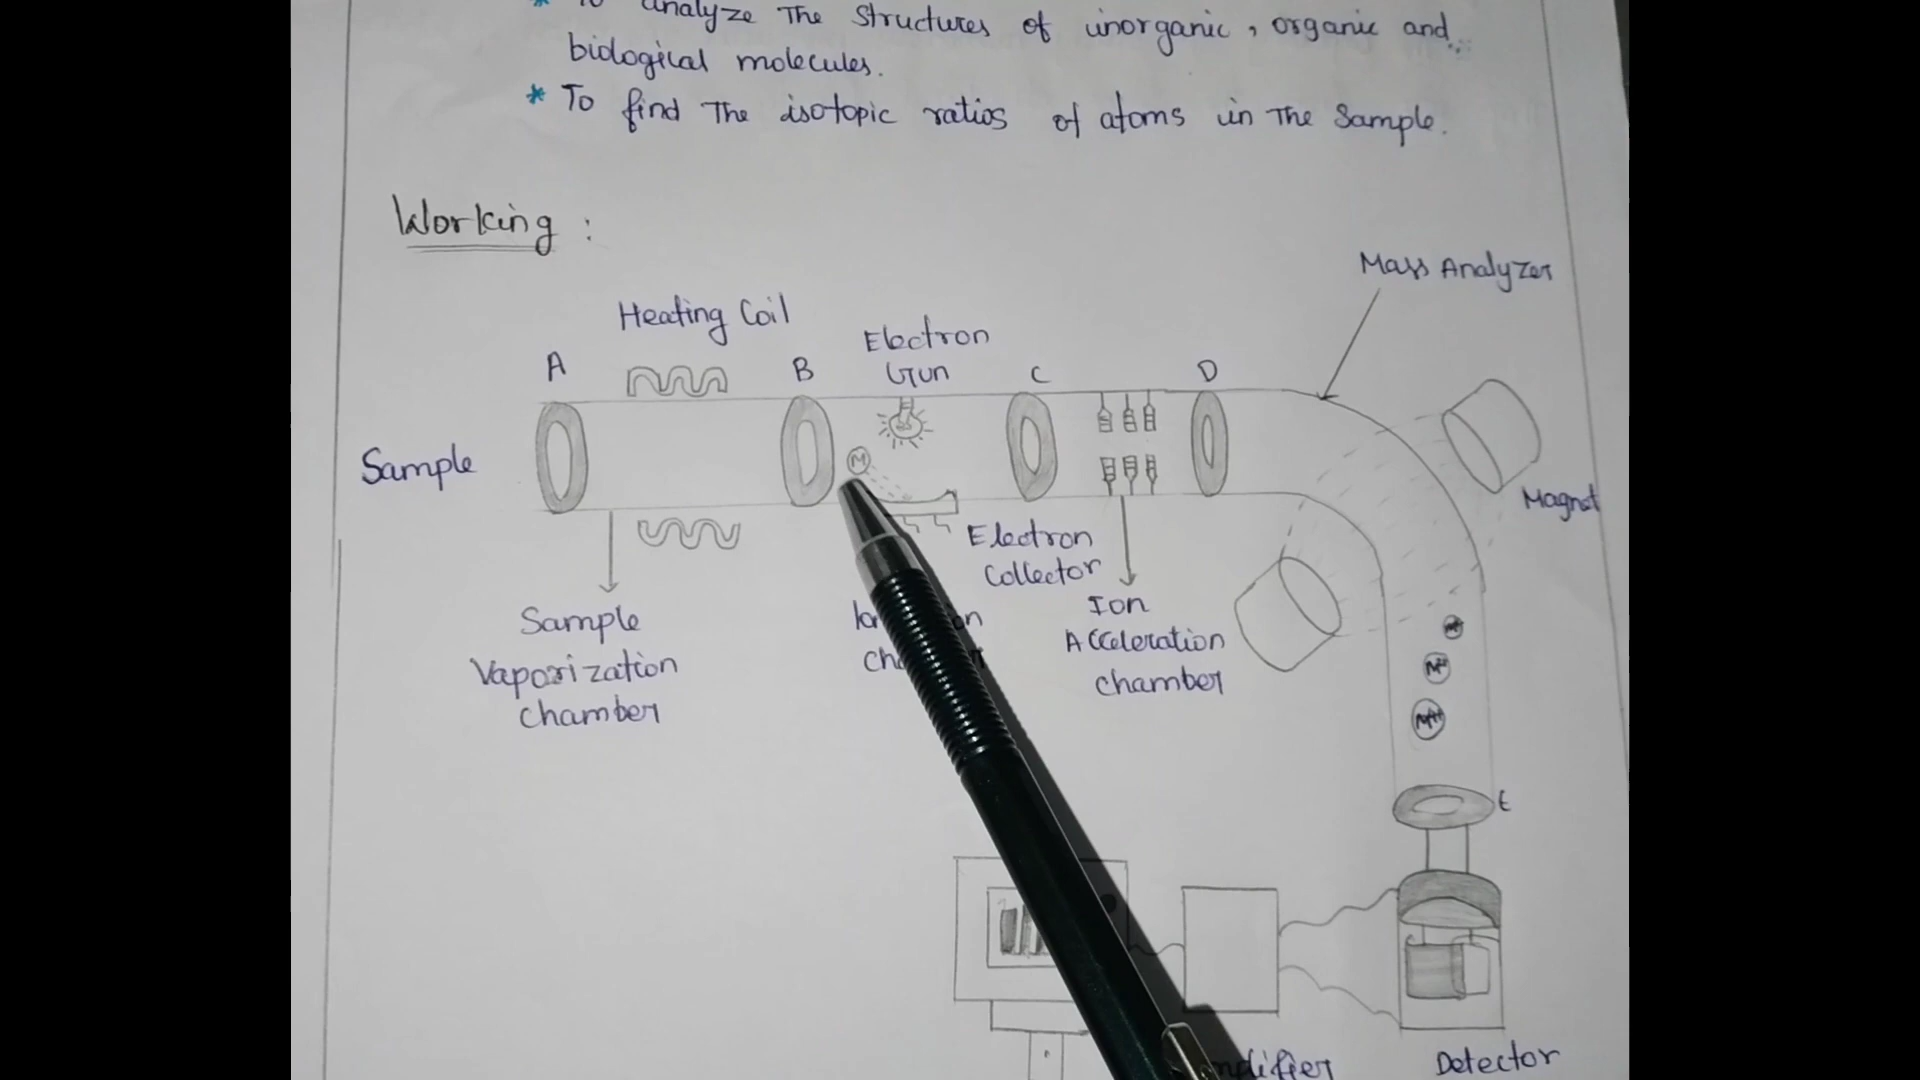 * To analyze The Structures of inorganic, organic and
biological molecules.
* To find The isotopic ratios of atoms in The Sample.
Working :
Mass Analyzer
Heating Coil
Electron
Gun
A
B
C
D
Sample
M
Magnet
Electron
Collector
Sample
Vaporization
chamber
Ion
Acceleration
chamber
E
Detector